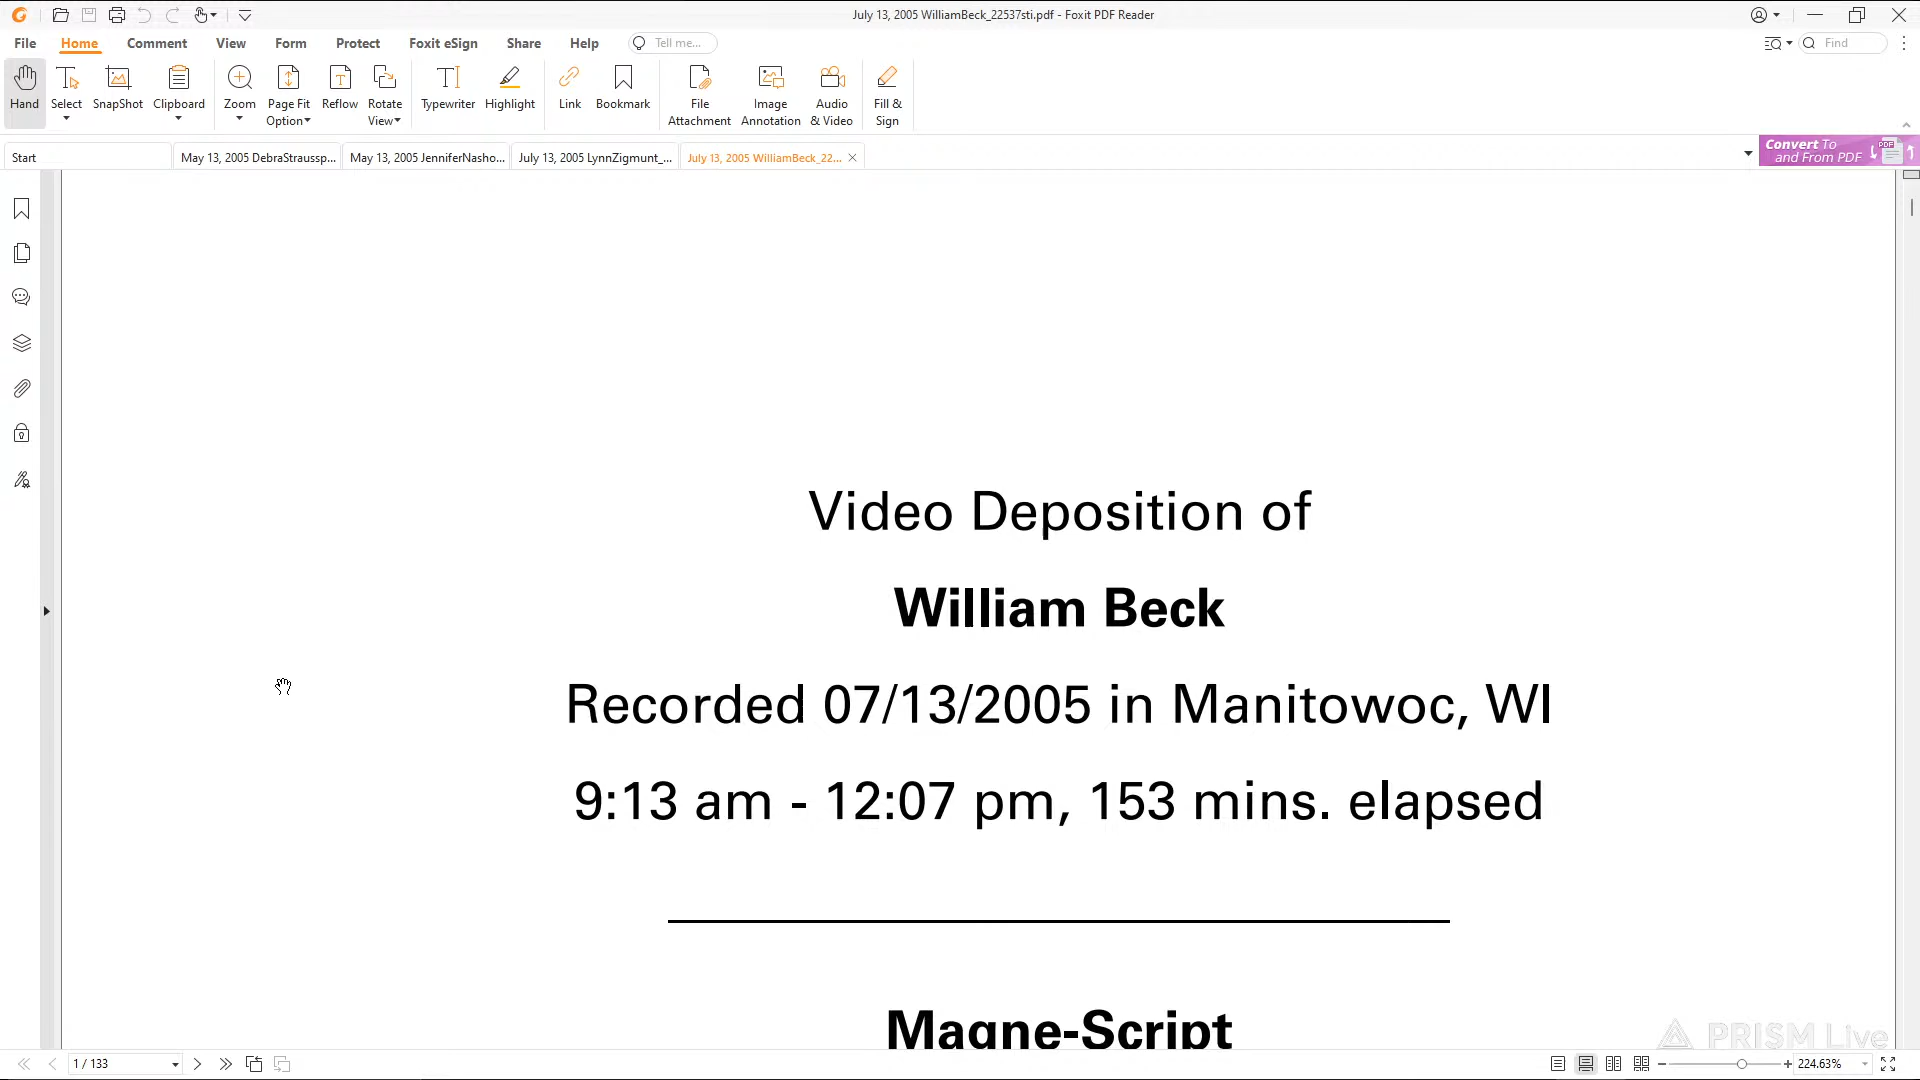 July 13, 2005 WilliamBeck_22537sti.pdf - Foxit PDF Reader
File Home Comment View Form Protect Foxit eSign Share Help Tell me... Find
Hand Select SnapShot Clipboard Zoom Page Fit Option Reflow Rotate View Typewriter Highlight Link Bookmark File Attachment Image Annotation Audio & Video Fill & Sign
Start May 13, 2005 DebraStraussp... May 13, 2005 JenniferNasho... July 13, 2005 LynnZigmunt_... July 13, 2005 WilliamBeck_22...
Convert To
and From PDF
PDF
Video Deposition of
William Beck
Recorded 07/13/2005 in Manitowoc, WI
9:13 am - 12:07 pm, 153 mins. elapsed
Magne-Script
PRISM Live
1 / 133 224.63%